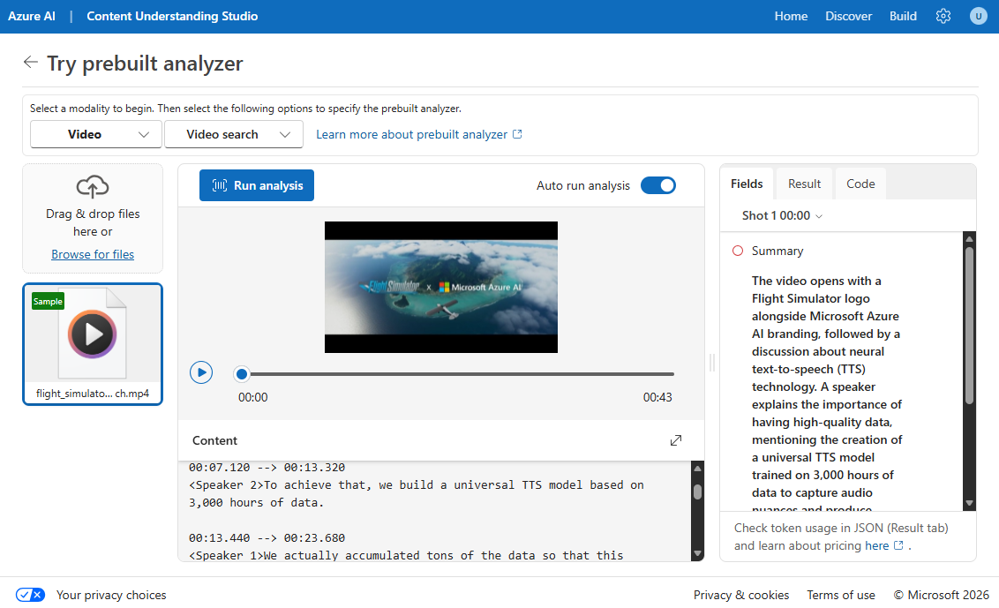 Azure AI | Content Understanding Studio
Home Discover Build U
Try prebuilt analyzer
Select a modality to begin. Then select the following options to specify the prebuilt analyzer.
Video Video search Learn more about prebuilt analyzer
Drag & drop files
here or
Browse for files
Sample
flight_simulato... ch.mp4
Run analysis
Auto run analysis
Flight Simulator x Microsoft Azure AI
00:00 00:43
Content
00:07.120 --> 00:13.320
<Speaker 2>To achieve that, we build a universal TTS model based on
3,000 hours of data.
00:13.440 --> 00:23.680
<Speaker 1>We actually accumulated tons of the data so that this
Fields Result Code
Shot 1 00:00
Summary
The video opens with a
Flight Simulator logo
alongside Microsoft Azure
AI branding, followed by a
discussion about neural
text-to-speech (TTS)
technology. A speaker
explains the importance of
having high-quality data,
mentioning the creation of
a universal TTS model
trained on 3,000 hours of
data to capture audio
nuances and produce
Check token usage in JSON (Result tab)
and learn about pricing here .
Your privacy choices
Privacy & cookies Terms of use © Microsoft 2026